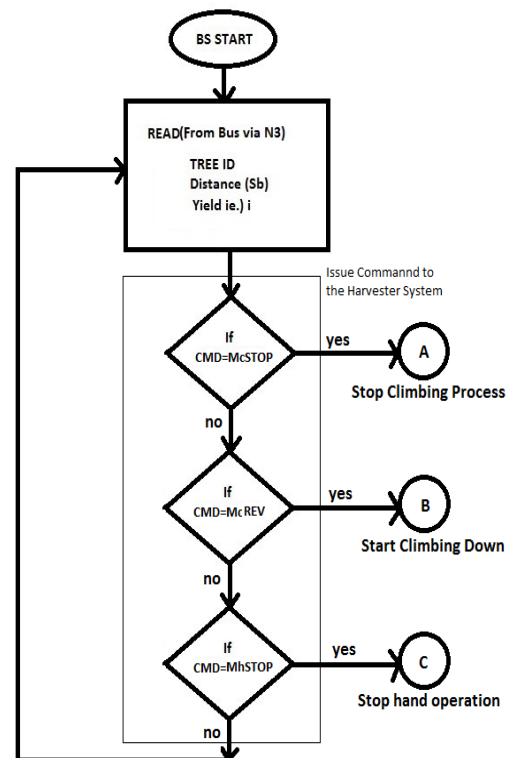 BS START
READ(From Bus via N3)
TREE ID
Distance (Sb)
Yield ie.) i
Issue Commannd to
the Harvester System
If
CMD=McSTOP
yes
A
Stop Climbing Process
no
If
CMD=McREV
yes
B
Start Climbing Down
no
If
CMD=MhSTOP
yes
C
Stop hand operation
no